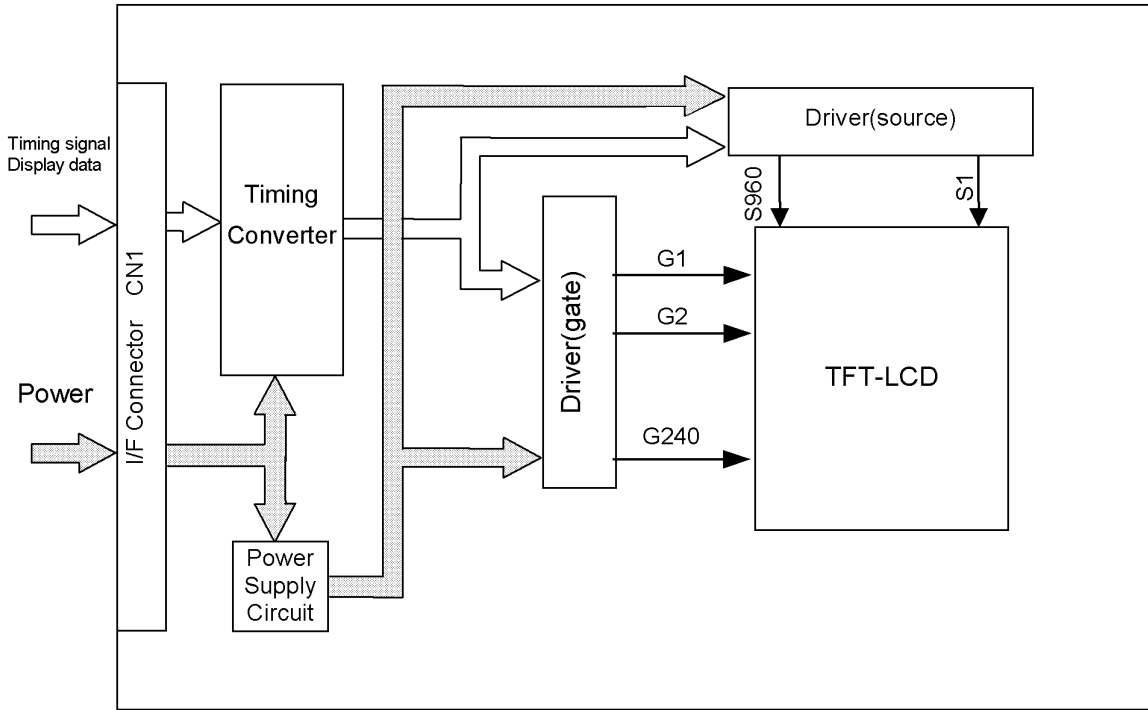 Timing signal
Display data
Power
I/F Connector CN1
Timing
Converter
Power
Supply
Circuit
Driver(gate)
Driver(source)
S960
S1
G1
G2
G240
TFT-LCD